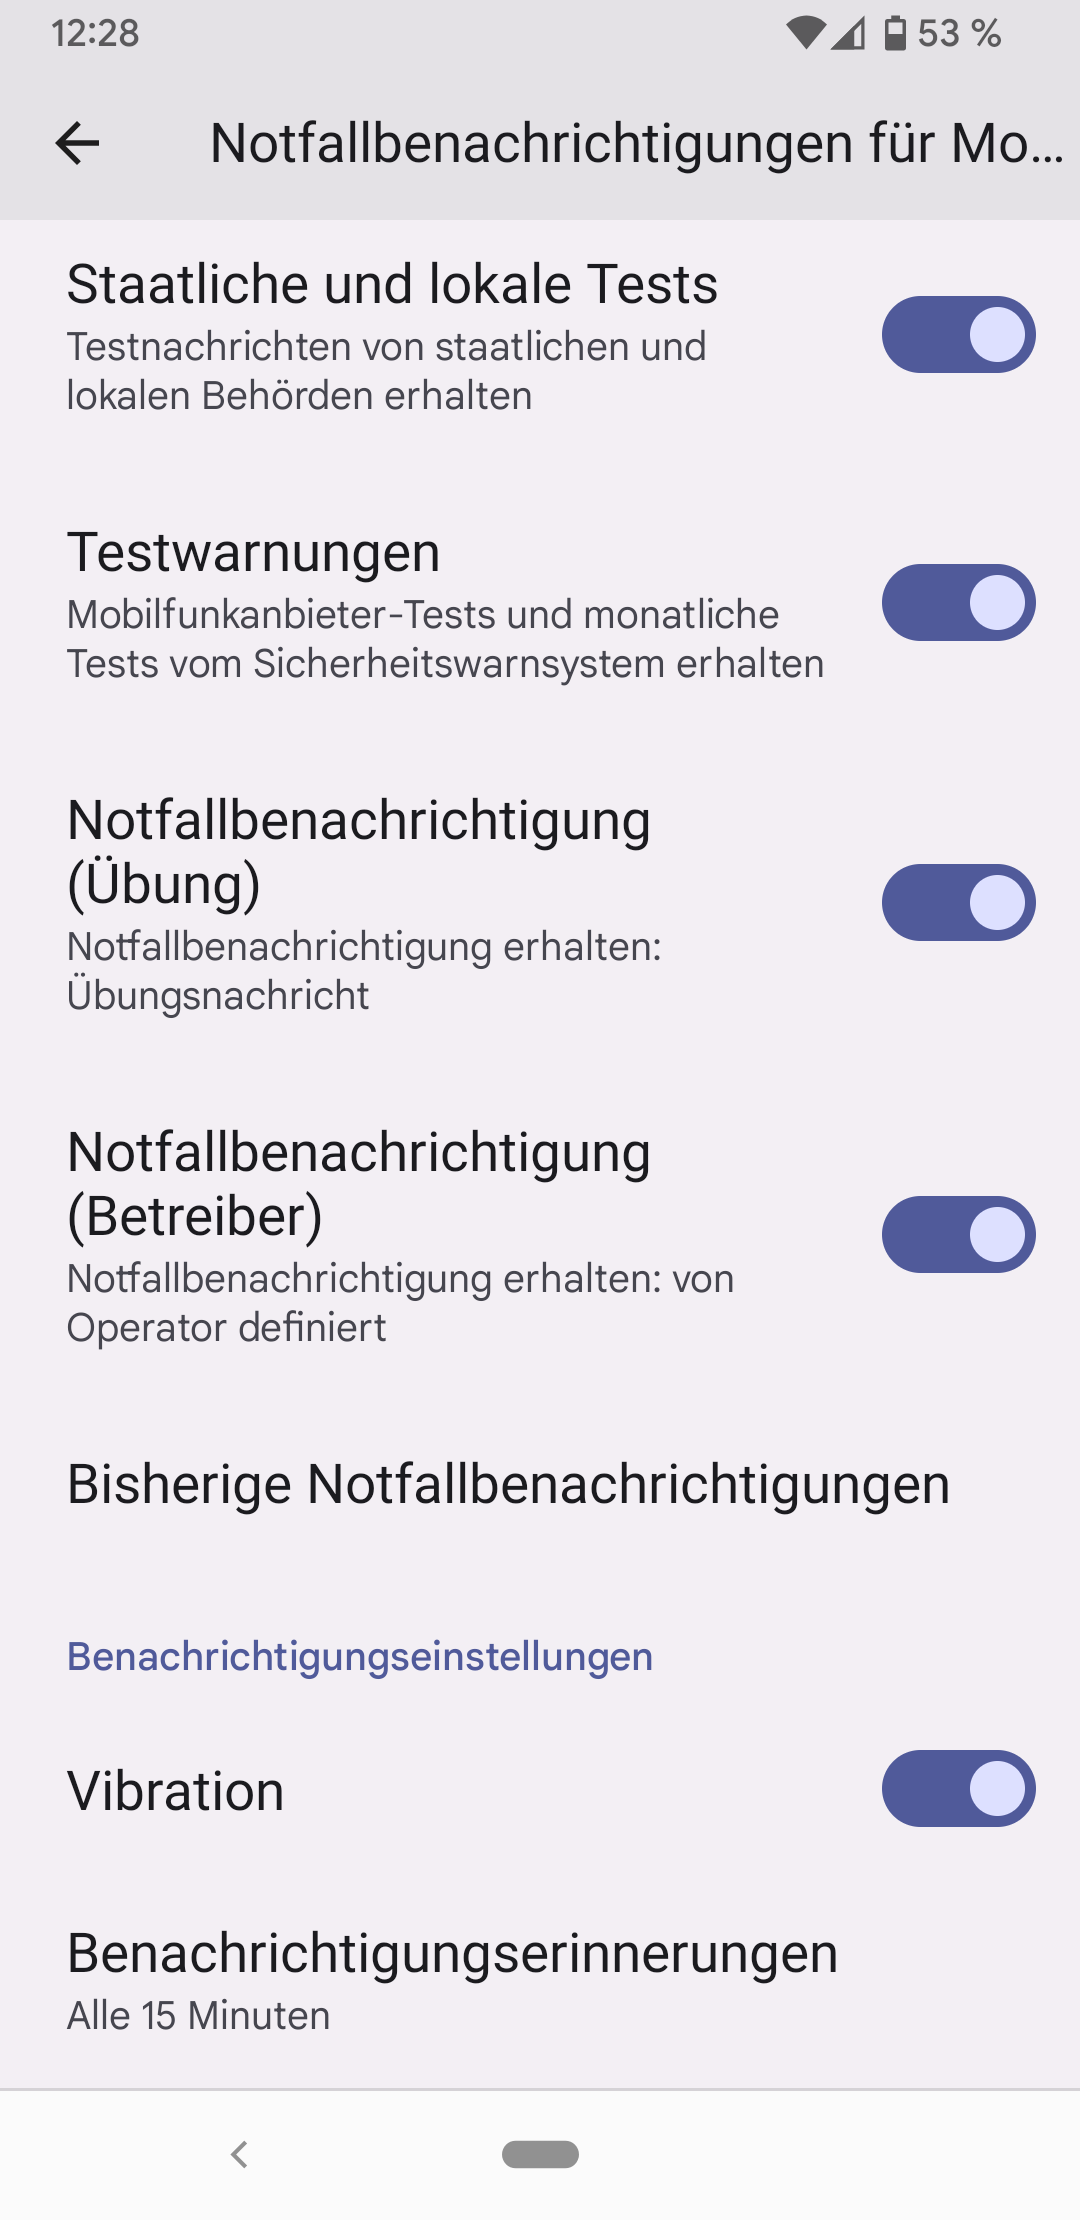 12:28
53 %
Notfallbenachrichtigungen für Mo…
Staatliche und lokale Tests
Testnachrichten von staatlichen und
lokalen Behörden erhalten
Testwarnungen
Mobilfunkanbieter-Tests und monatliche
Tests vom Sicherheitswarnsystem erhalten
Notfallbenachrichtigung
(Übung)
Notfallbenachrichtigung erhalten:
Übungsnachricht
Notfallbenachrichtigung
(Betreiber)
Notfallbenachrichtigung erhalten: von
Operator definiert
Bisherige Notfallbenachrichtigungen
Benachrichtigungseinstellungen
Vibration
Benachrichtigungserinnerungen
Alle 15 Minuten